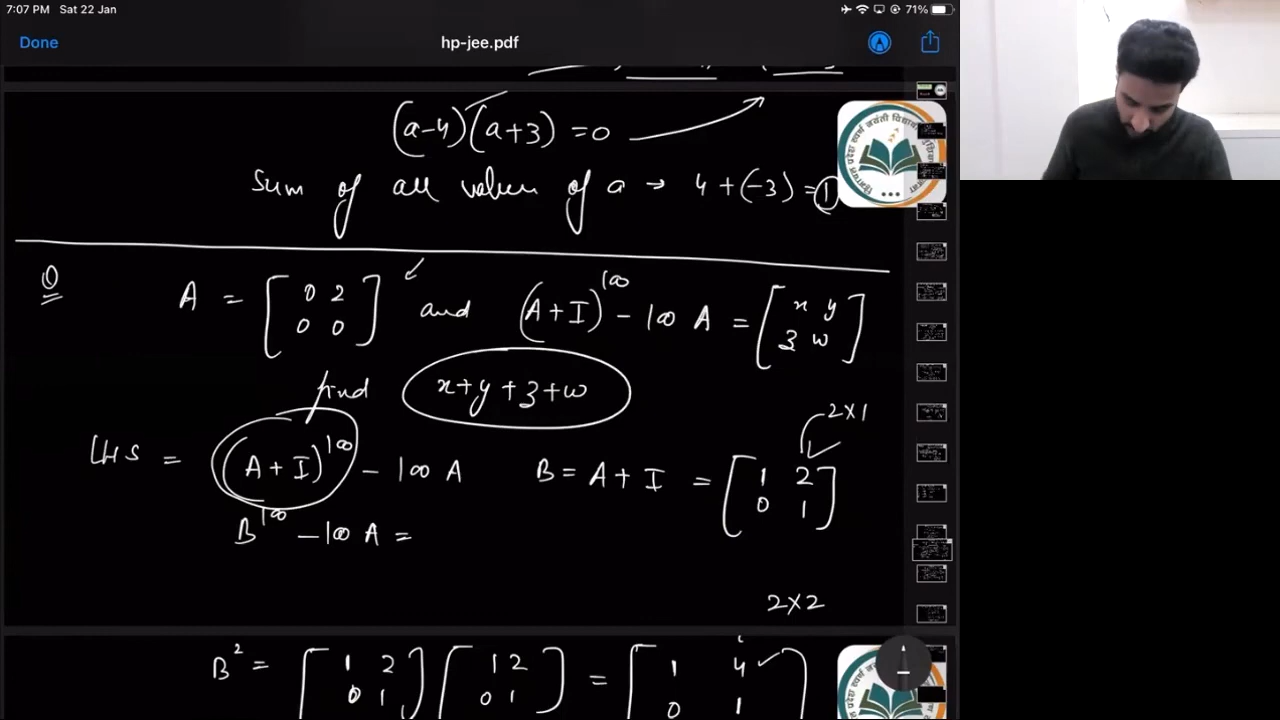 7:07 PM Sat 22 Jan
71%
Done
hp-jee.pdf
(a-4)(a+3) = 0
Sum of all values of a → 4 + (-3) = 1
Q A = [ 0 2 and (A+I)^100 - 100 A = [ x y
0 0 ] 3 w ]
find x+y+3+w
LHS = (A+I)^100 - 100 A B = A + I = [ 1 2 2×1
0 1 ]
B^100 - 100 A =
2×2
B^2 = [ 1 2 [ 1 2 = [ 1 4
0 1 ] 0 1 ] 0 1 ]